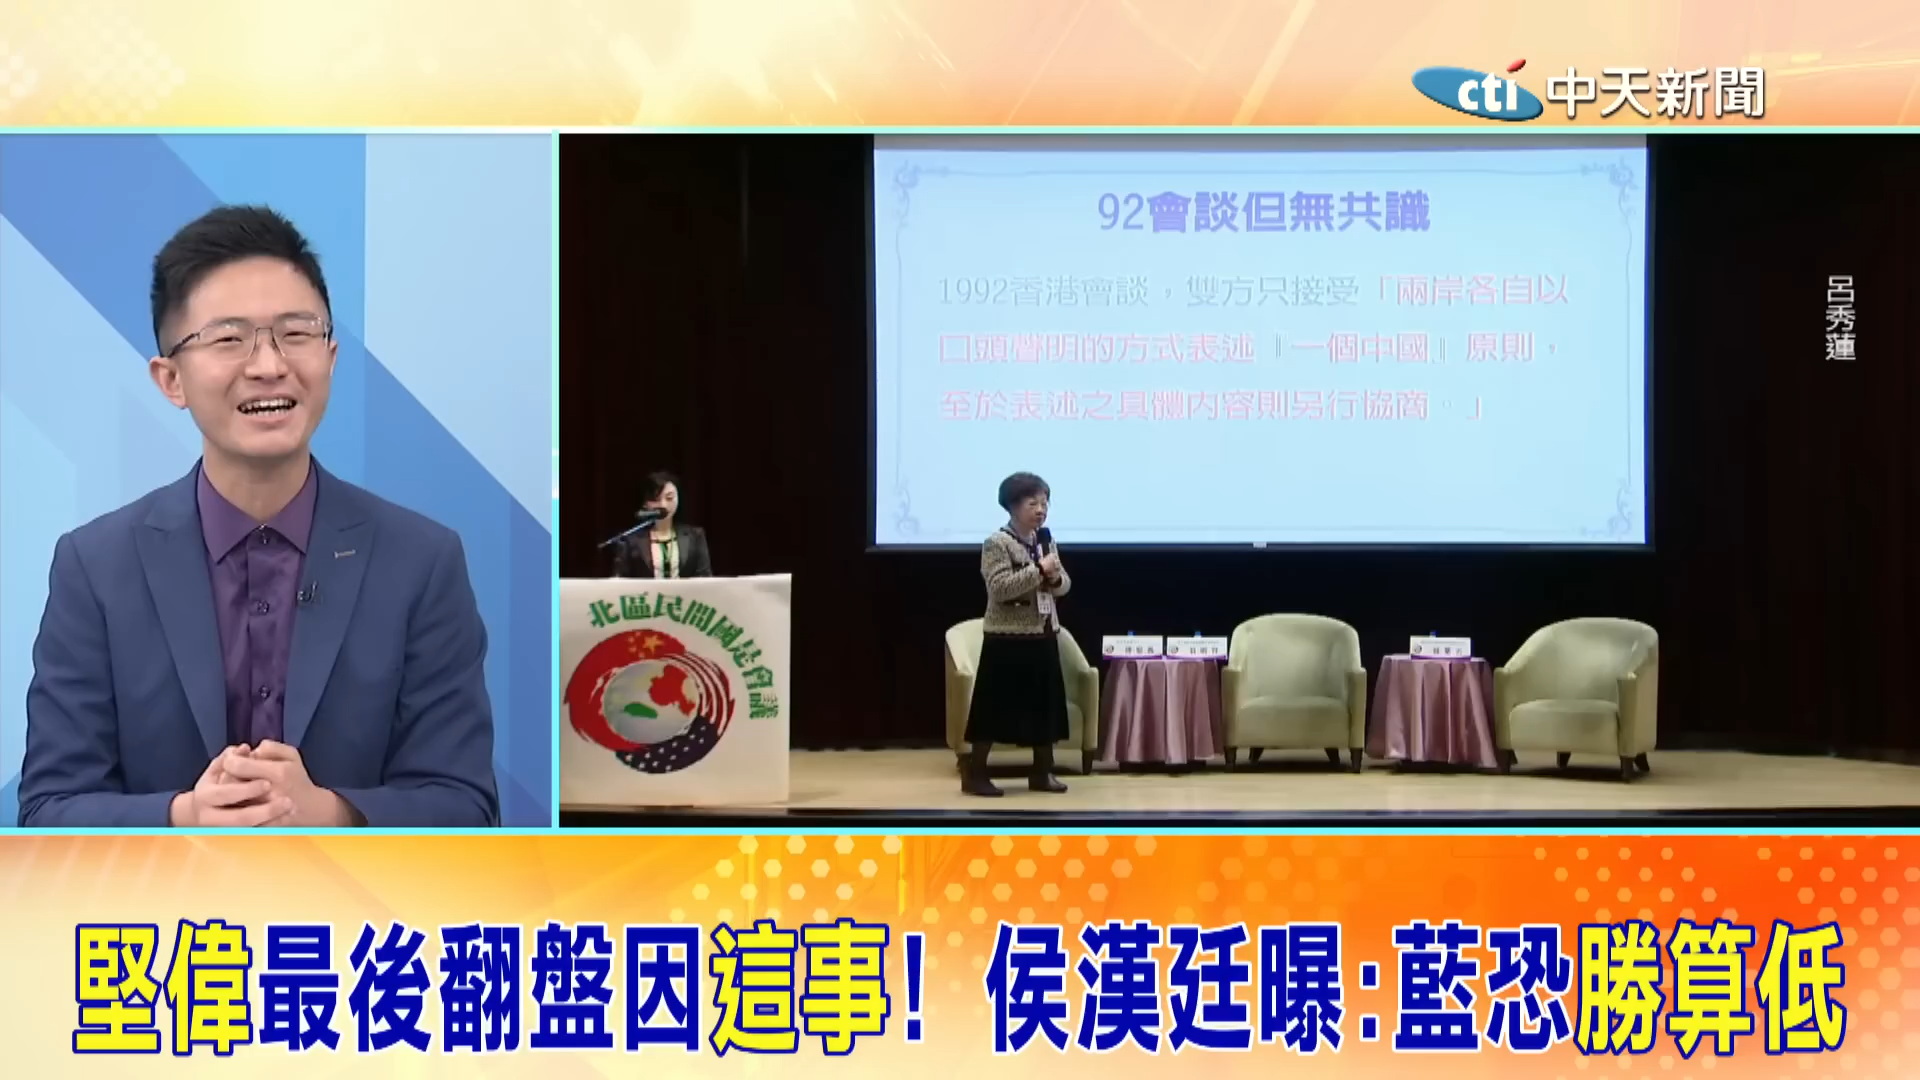 cti 中天新聞
92會談但無共識
1992香港會談，雙方只接受「兩岸各自以
口頭聲明的方式表述『一個中國』原則，
至於表述之具體內容則另行協商。」
呂秀蓮
北區民間國是會議
堅偉最後翻盤因這事! 侯漢廷曝:藍恐勝算低